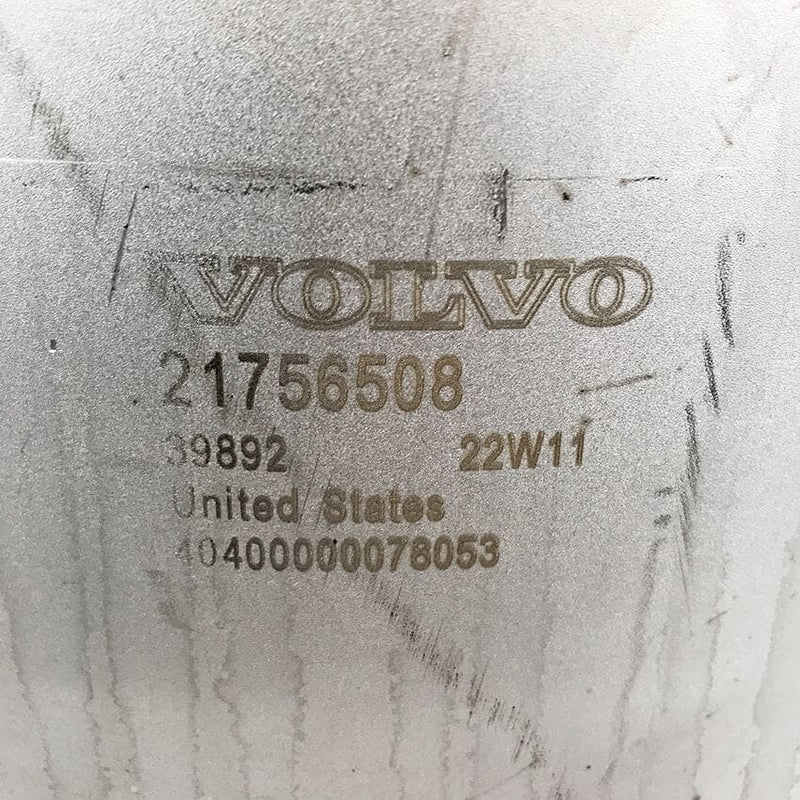 VOLVO
21756508
39892 22W11
United States
40400000078053